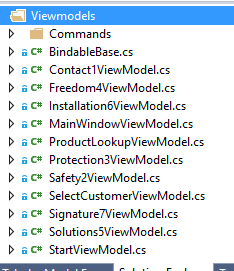 Viewmodels
Commands
C# BindableBase.cs
C# Contact1ViewModel.cs
C# Freedom4ViewModel.cs
C# Installation6ViewModel.cs
C# MainWindowViewModel.cs
C# ProductLookupViewModel.cs
C# Protection3ViewModel.cs
C# Safety2ViewModel.cs
C# SelectCustomerViewModel.cs
C# Signature7ViewModel.cs
C# Solutions5ViewModel.cs
C# StartViewModel.cs